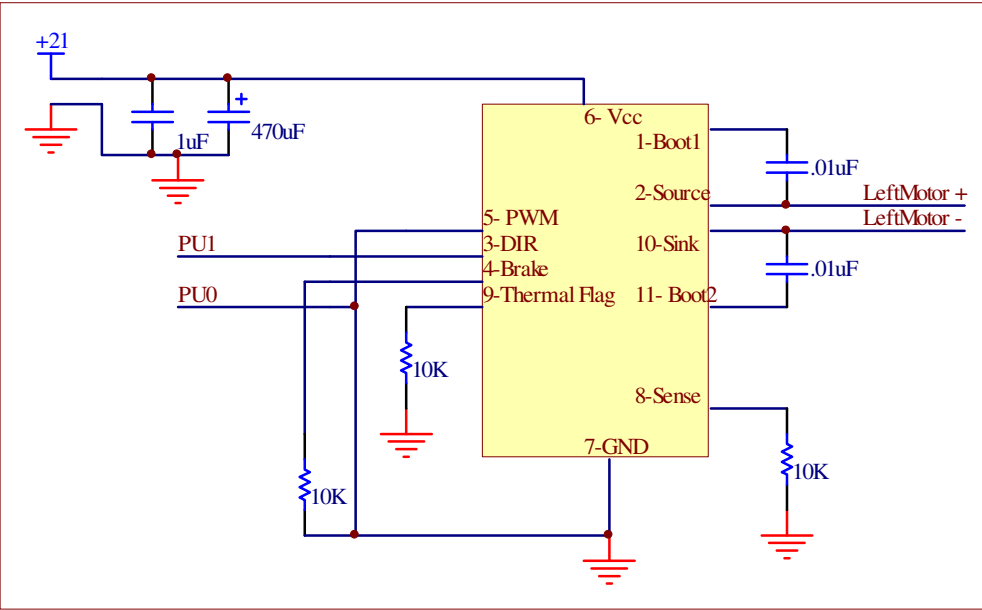 +21
+
1uF
470uF
6- Vcc
1-Boot1
.01uF
2-Source
LeftMotor +
LeftMotor -
5- PWM
PU1
3-DIR
10-Sink
4-Brake
.01uF
PU0
9-Thermal Flag
11- Boot2
10K
8-Sense
7-GND
10K
10K